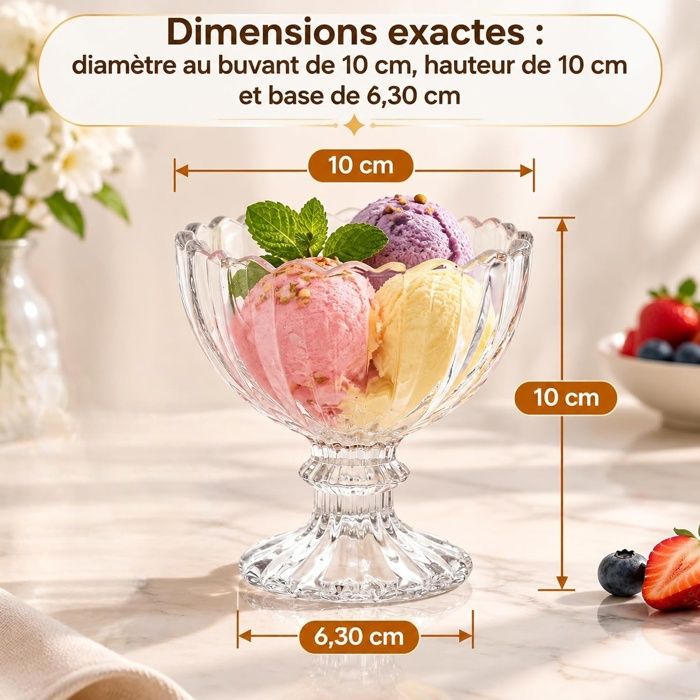 Dimensions exactes :
diamètre au buvant de 10 cm, hauteur de 10 cm
et base de 6,30 cm
10 cm
10 cm
6,30 cm